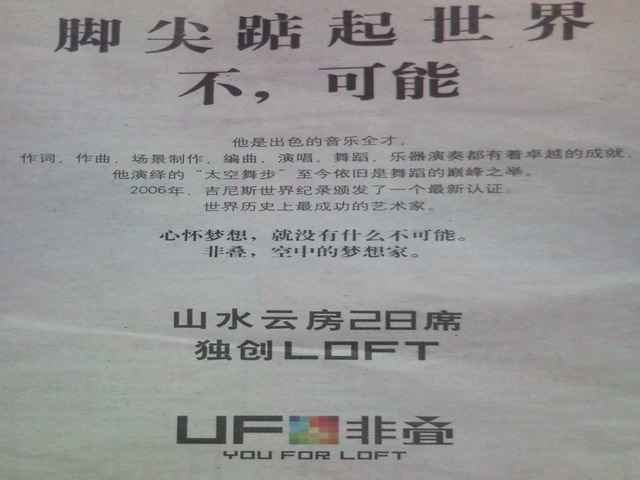 脚尖踮起世界
不，可能
他是出色的音乐全才，
作词、作曲、场景制作、编曲、演唱、舞蹈、乐器演奏都有着卓越的成就，
他演绎的“太空舞步”至今依旧是舞蹈的巅峰之举。
2006年，吉尼斯世界纪录颁发了一个最新认证：
世界历史上最成功的艺术家。
心怀梦想，就没有什么不可能。
非叠，空中的梦想家。
山水云房28席
独创LOFT
UFO非叠
YOU FOR LOFT